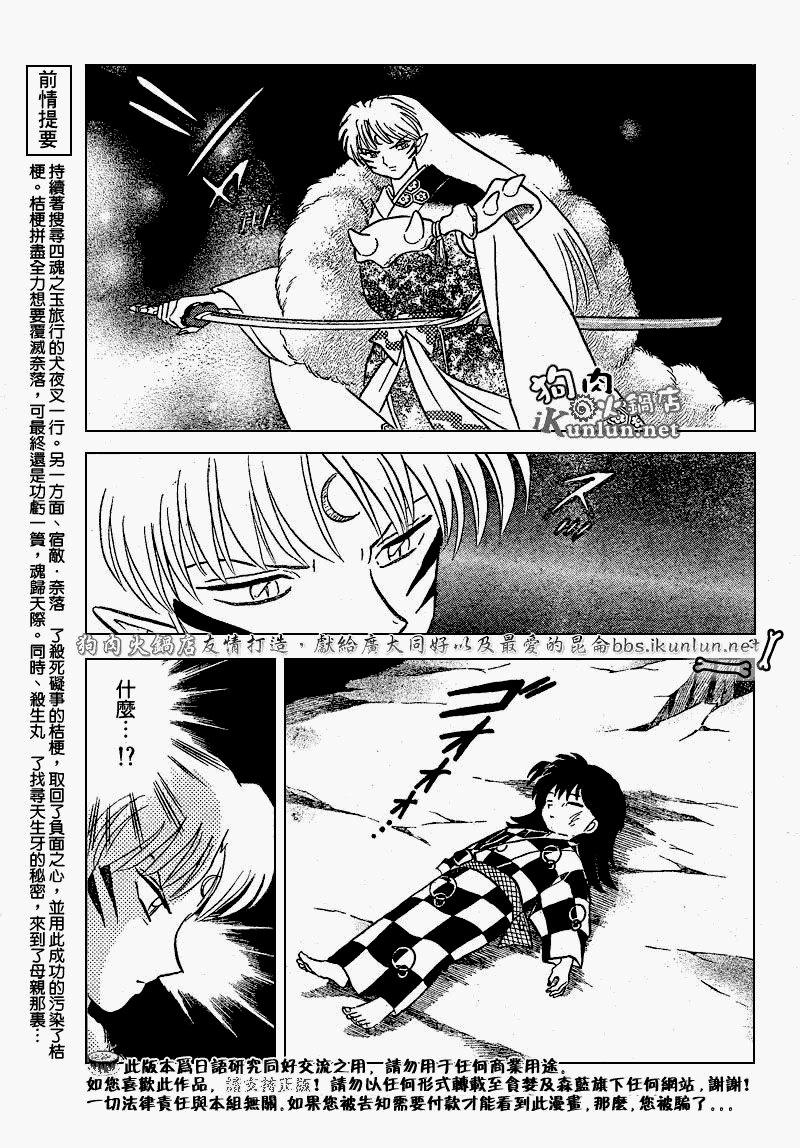 前情提要
持續著搜尋四魂之玉旅行的犬夜叉一行。另一方面、宿敵．奈落 了殺死礙事的桔梗，取回了負面之心，並用此成功的污染了桔
梗。桔梗拼盡全力想要覆滅奈落，可最終還是功虧一簣，魂歸天際。同時、殺生丸 了找尋天生牙的秘密，來到了母親那裏…
狗肉
火鍋店
iKunlun.net
狗肉火鍋店友情打造，獻給廣大同好以及最愛的昆侖bbs.ikunlun.net
ゴオオオ…
什麼…!?
此版本爲日語研究同好交流之用，請勿用于任何商業用途。
如您喜歡此作品，請支持正版！請勿以任何形式轉載至貪婪及森藍旗下任何網站，謝謝！
一切法律責任與本組無關。如果您被告知需要付款才能看到此漫畫，那麼，您被騙了...